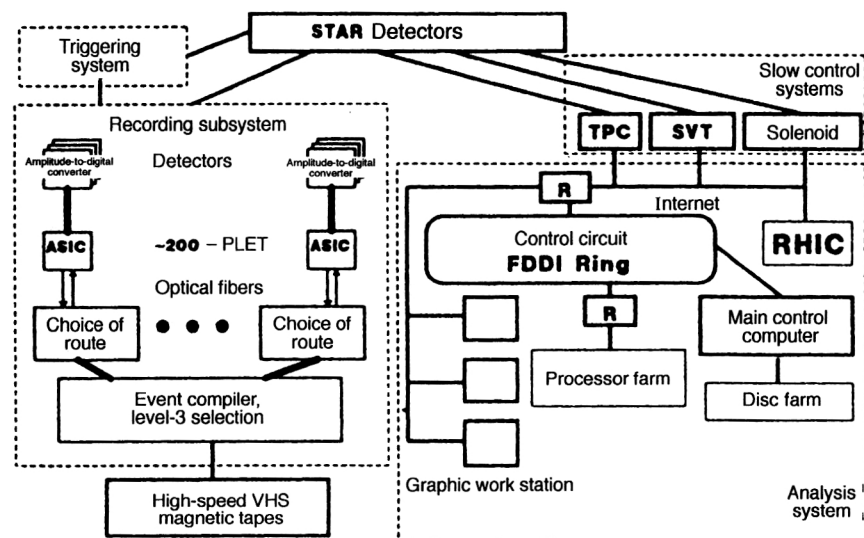 STAR Detectors
Triggering
system
Slow control
systems
Recording subsystem
TPC
SVT
Solenoid
Amplitude-to-digital
converter
Detectors
Amplitude-to-digital
converter
R
Internet
ASIC
~200 – PLET
ASIC
Control circuit
FDDI Ring
RHIC
Optical fibers
Choice of
route
Choice of
route
R
Main control
computer
Processor farm
Event compiler,
level-3 selection
Disc farm
High-speed VHS
magnetic tapes
Graphic work station
Analysis
system